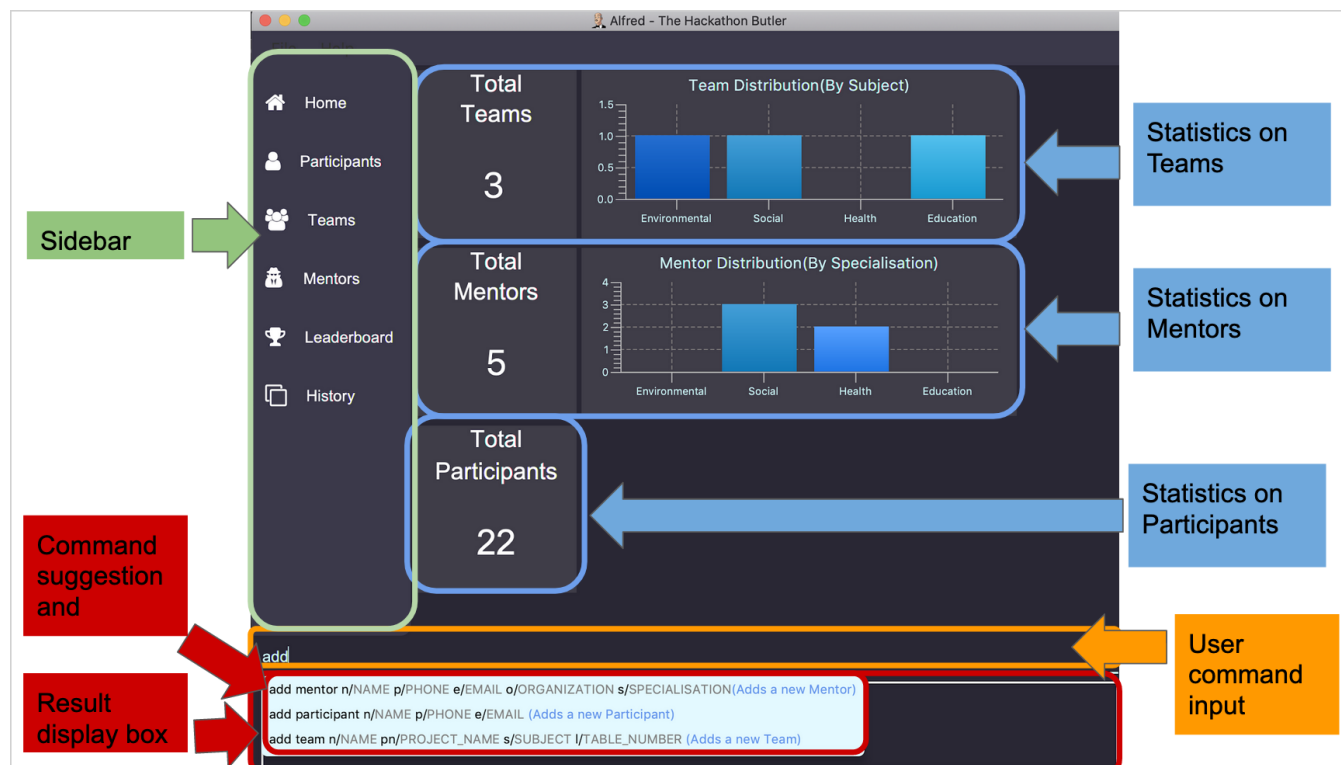 Alfred - The Hackathon Butler
Sidebar
Home
Participants
Teams
Mentors
Leaderboard
History
Total
Teams
3
Team Distribution(By Subject)
1.5
1.0
0.5
0.0
Environmental
Social
Health
Education
Statistics on
Teams
Total
Mentors
5
Mentor Distribution(By Specialisation)
4
3
2
1
0
Environmental
Social
Health
Education
Statistics on
Mentors
Total
Participants
22
Statistics on
Participants
Command
suggestion
and
User
command
input
add
Result
display box
add mentor n/NAME p/PHONE e/EMAIL o/ORGANIZATION s/SPECIALISATION(Adds a new Mentor)
add participant n/NAME p/PHONE e/EMAIL (Adds a new Participant)
add team n/NAME pn/PROJECT_NAME s/SUBJECT l/TABLE_NUMBER (Adds a new Team)